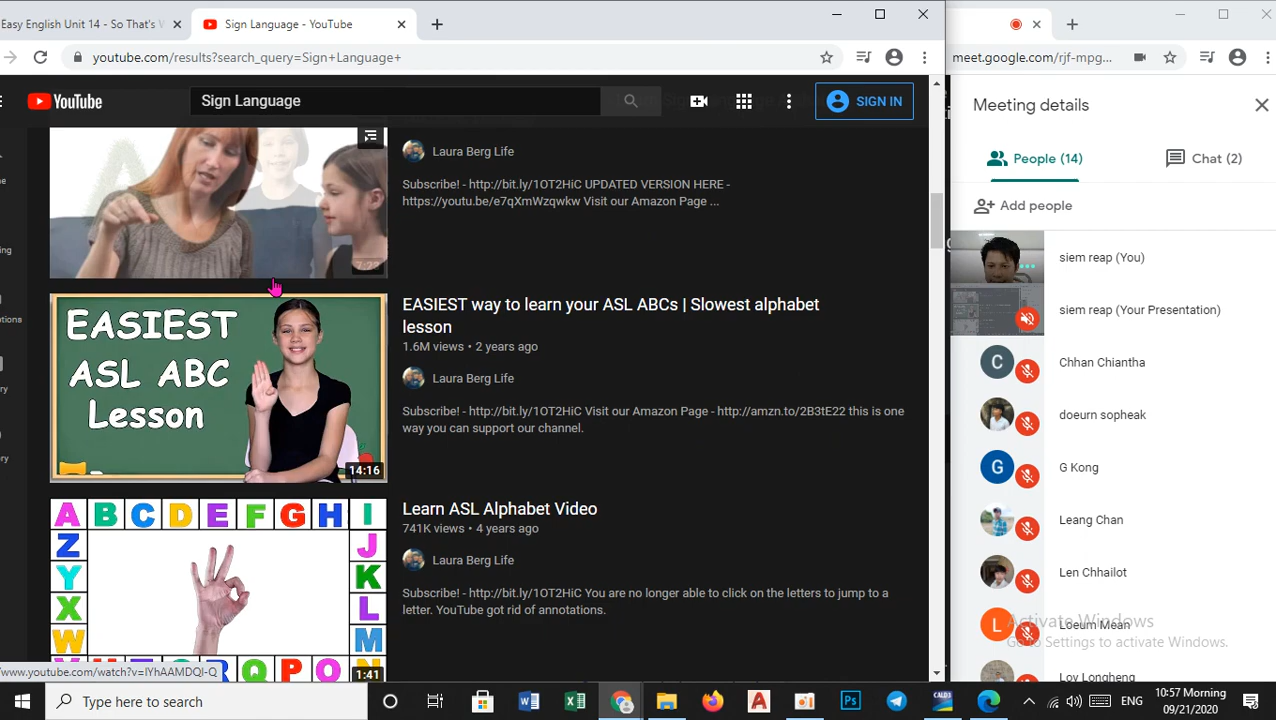 Easy English Unit 14 - So That's W
Sign Language - YouTube
youtube.com/results?search_query=Sign+Language+
meet.google.com/rjf-mpg...
YouTube
Sign Language
SIGN IN
Laura Berg Life
Subscribe! - http://bit.ly/1OT2HiC UPDATED VERSION HERE -
https://youtu.be/e7qXmWzqwkw Visit our Amazon Page ...
7:22
EASIEST
ASL ABC
Lesson
14:16
EASIEST way to learn your ASL ABCs | Slowest alphabet
lesson
1.6M views • 2 years ago
Laura Berg Life
Subscribe! - http://bit.ly/1OT2HiC Visit our Amazon Page - http://amzn.to/2B3tE22 this is one
way you can support our channel.
A B C D E F G H I
Z J
Y K
X L
W M
Q P O N
1:41
Learn ASL Alphabet Video
741K views • 4 years ago
Laura Berg Life
Subscribe! - http://bit.ly/1OT2HiC You are no longer able to click on the letters to jump to a
letter. YouTube got rid of annotations.
www.youtube.com/watch?v=IYhAAMDQI-Q
Meeting details
People (14)
Chat (2)
Add people
siem reap (You)
siem reap (Your Presentation)
C Chhan Chiantha
doeurn sopheak
G G Kong
Leang Chan
Len Chhailot
L Loeum Mean
Loy Longheng
Activate Windows
Go to Settings to activate Windows.
Type here to search
ENG
10:57 Morning
09/21/2020